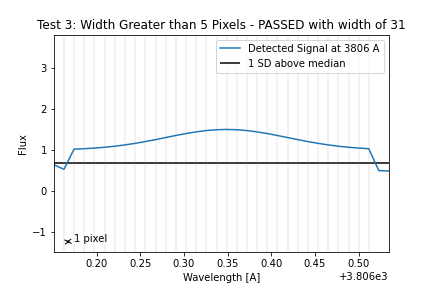 Test 3: Width Greater than 5 Pixels - PASSED with width of 31
Detected Signal at 3806 A
1 SD above median
3
2
1
0
−1
Flux
1 pixel
0.20 0.25 0.30 0.35 0.40 0.45 0.50
Wavelength [A]
+3.806e3